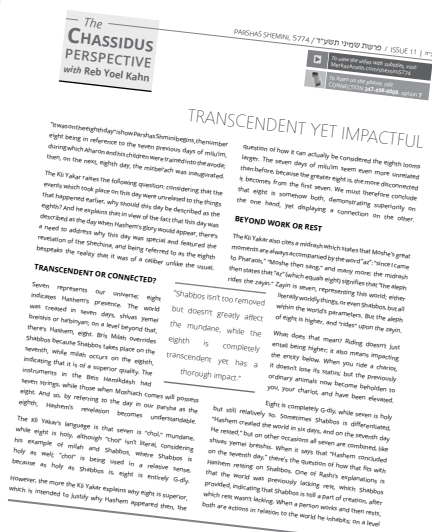 The
CHASSIDUS
PERSPECTIVE
with Reb Yoel Kahn
PARSHAS SHEMINI, 5774 / פרשת שמיני תשע"ד / ISSUE 11 |
To view the video with subtitles, visit
To listen on the phone, call
CONNECTION option 7
TRANSCENDENT YET IMPACTFUL
"It was on the eighth day" is how Parshas Shemini begins, the number
eight being in reference to the seven previous days of milu'im,
during which Aharon and his children were trained into the avoda;
then, on the next, eighth day, the mizbeach was inaugurated.
The Kli Yakar raises the following question: considering that the
events which took place on this day were unrelated to the things
that happened earlier, why should this day be described as the
eighth? And he explains that in view of the fact that this day was
described as the day when Hashem's glory would appear, there's
a need to address why this day was special and featured the
revelation of the Shechina, and being referred to as the eighth
bespeaks the reality that it was of a caliber unlike the usual.
TRANSCENDENT OR CONNECTED?
Seven represents our universe; eight
indicates Hashem's presence. The world
was created in seven days, shivas yemei
breishis or habinyan; on a level beyond that,
there's Hashem, eight. Bris Milah overrides
Shabbos because Shabbos takes place on the
seventh, while milah occurs on the eighth,
indicating that it is of a superior quality. The
instruments in the Beis Hamikdash had
seven strings, while those when Moshiach comes will possess
eight. And so, by referring to the day in our parsha as the
eighth, Hashem's revelation becomes understandable.
The Kli Yakar's language is that seven is "chol," mundane,
while eight is holy, although "chol" isn't literal, considering
his example of milah and Shabbos, where Shabbos is
holy as well; "chol" is being used in a relative sense,
because as holy as Shabbos is, eight is entirely G-dly.
However, the more the Kli Yakar explains why eight is superior,
which is intended to justify why Hashem appeared then, the
"Shabbos isn't too removed
but doesn't greatly affect
the mundane, while the
eighth is completely
transcendent yet has a
thorough impact."
question of how it can actually be considered the eighth looms
larger. The seven days of milu'im seem even more unrelated
than before, because the greater eight is, the more disconnected
it becomes from the first seven. We must therefore conclude
that eight is somehow both, demonstrating superiority on
the one hand, yet displaying a connection on the other.
BEYOND WORK OR REST
The Kli Yakar also cites a midrash which states that Moshe's great
moments are always accompanied by the word "az": "since I came
to Pharaoh," "Moshe then sang," and many more; the midrash
then states that "az" (which equals eight) signifies that "the aleph
rides the zayin." Zayin is seven, representing this world; either
literally worldly things, or even Shabbos but all
within the world's parameters. But the aleph
of eight is higher, and "rides" upon the zayin.
What does that mean? Riding doesn't just
entail being higher; it also means impacting
the entity below. When you ride a chariot,
it doesn't lose its status; but the previously
ordinary animals now become beholden to
you, your chariot, and have been elevated.
Eight is completely G-dly, while seven is holy
but still relatively so. Sometimes Shabbos is differentiated,
"Hashem created the world in six days, and on the seventh day
He rested," but on other occasions all seven are combined, like
shivas yemei breishis. When it says that "Hashem concluded
on the seventh day," there's the question of how that fits with
Hashem resting on Shabbos. One of Rashi's explanations is
that the world was previously lacking rest, which Shabbos
provided, indicating that Shabbos is still a part of creation, after
which rest wasn't lacking. When a person works and then rests,
both are actions in relation to the world he inhabits; on a level